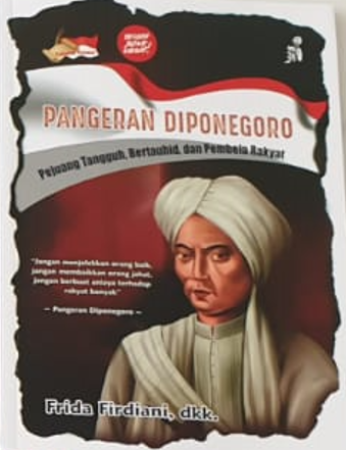 PANGERAN DIPONEGORO
Pejuang Tangguh, Bertauhid, dan Pembela Rakyat
"Jangan menjelekkan orang baik,
jangan membaikkan orang jahat,
jangan berbuat aniaya terhadap
rakyat banyak"
— Pangeran Diponegoro —
Frida Firdiani, dkk.